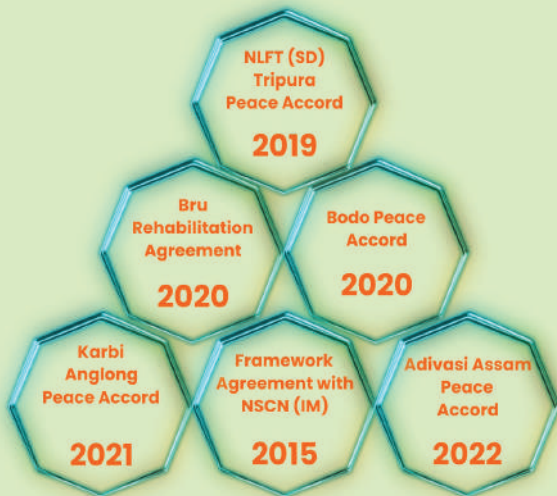 NLFT (SD)
Tripura
Peace Accord
2019
Bru
Rehabilitation
Agreement
2020
Bodo Peace
Accord
2020
Karbi
Anglong
Peace Accord
2021
Framework
Agreement with
NSCN (IM)
2015
Adivasi Assam
Peace
Accord
2022